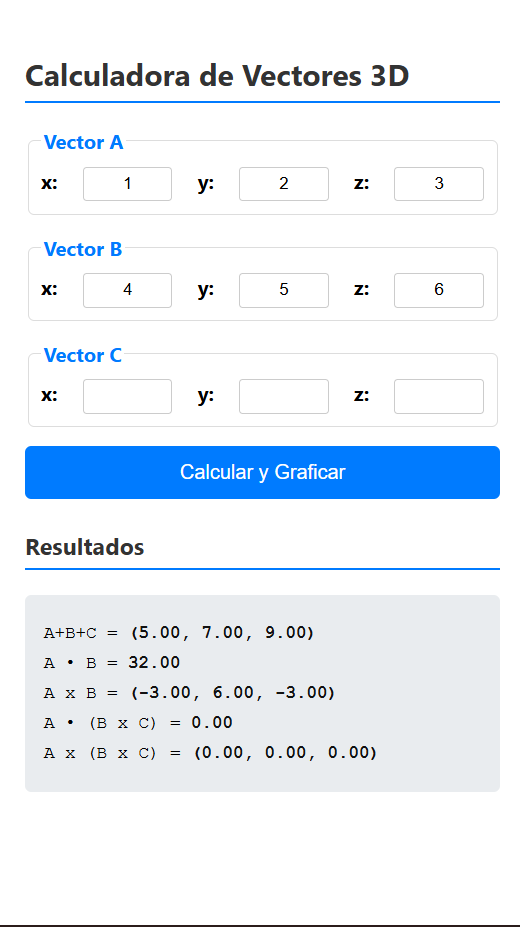 Calculadora de Vectores 3D
Vector A
x: 1 y: 2 z: 3
Vector B
x: 4 y: 5 z: 6
Vector C
x: y: z:
Calcular y Graficar
Resultados
A+B+C = (5.00, 7.00, 9.00)
A • B = 32.00
A x B = (-3.00, 6.00, -3.00)
A • (B x C) = 0.00
A x (B x C) = (0.00, 0.00, 0.00)